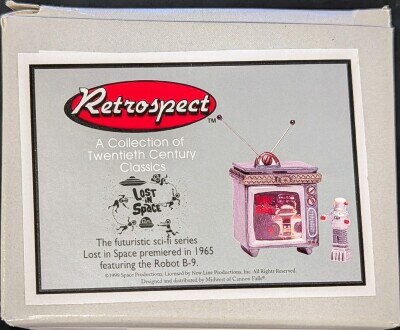 Retrospect
TM
A Collection of
Twentieth Century
Classics
LOST
IN
SPACE
The futuristic sci-fi series
Lost in Space premiered in 1965
featuring the Robot B-9.
©1999 Space Productions. Licensed by New Line Productions, Inc. All Rights Reserved.
Designed and distributed by Midwest of Cannon Falls®.